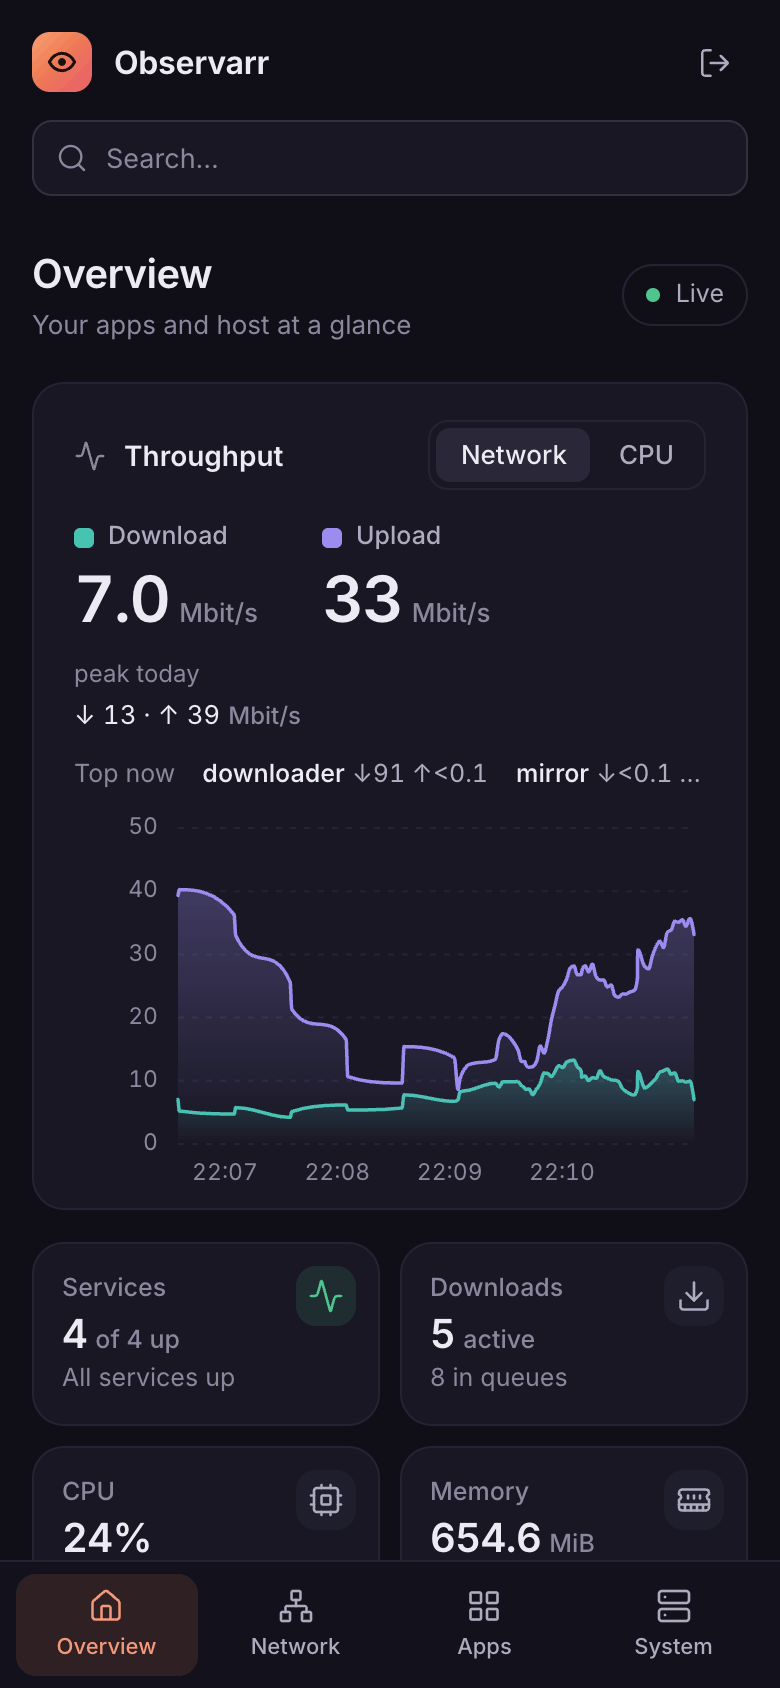 Observarr
Search...
Overview
Your apps and host at a glance
Live
Throughput
Network
CPU
Download
Upload
7.0 Mbit/s
33 Mbit/s
peak today
↓ 13 · ↑ 39 Mbit/s
Top now downloader ↓91 ↑<0.1 mirror ↓<0.1 ...
50
40
30
20
10
0
22:07 22:08 22:09 22:10
Services
4 of 4 up
All services up
Downloads
5 active
8 in queues
CPU
24%
Memory
654.6 MiB
Overview
Network
Apps
System